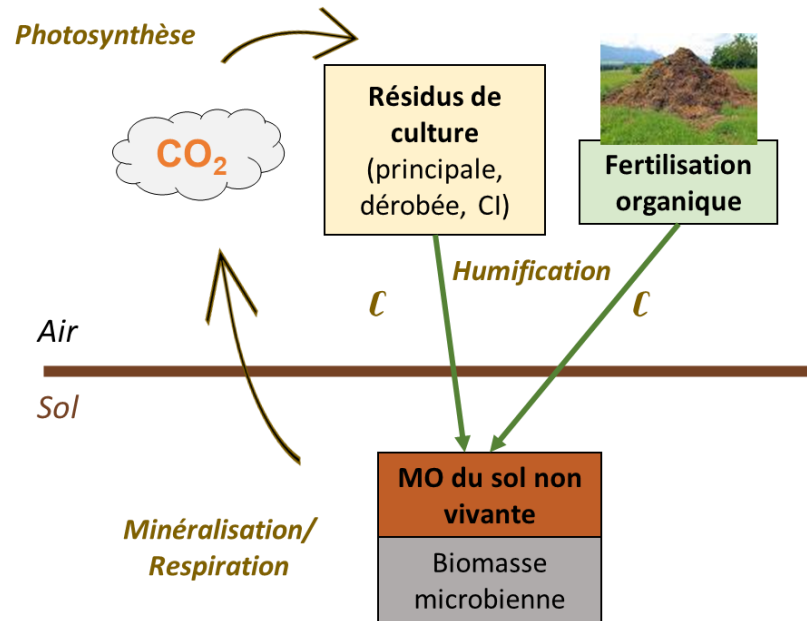 Photosynthèse
CO₂
Résidus de
culture
(principale,
dérobée, CI)
Fertilisation
organique
Humification
C
C
Air
Sol
MO du sol non
vivante
Minéralisation/
Respiration
Biomasse
microbienne